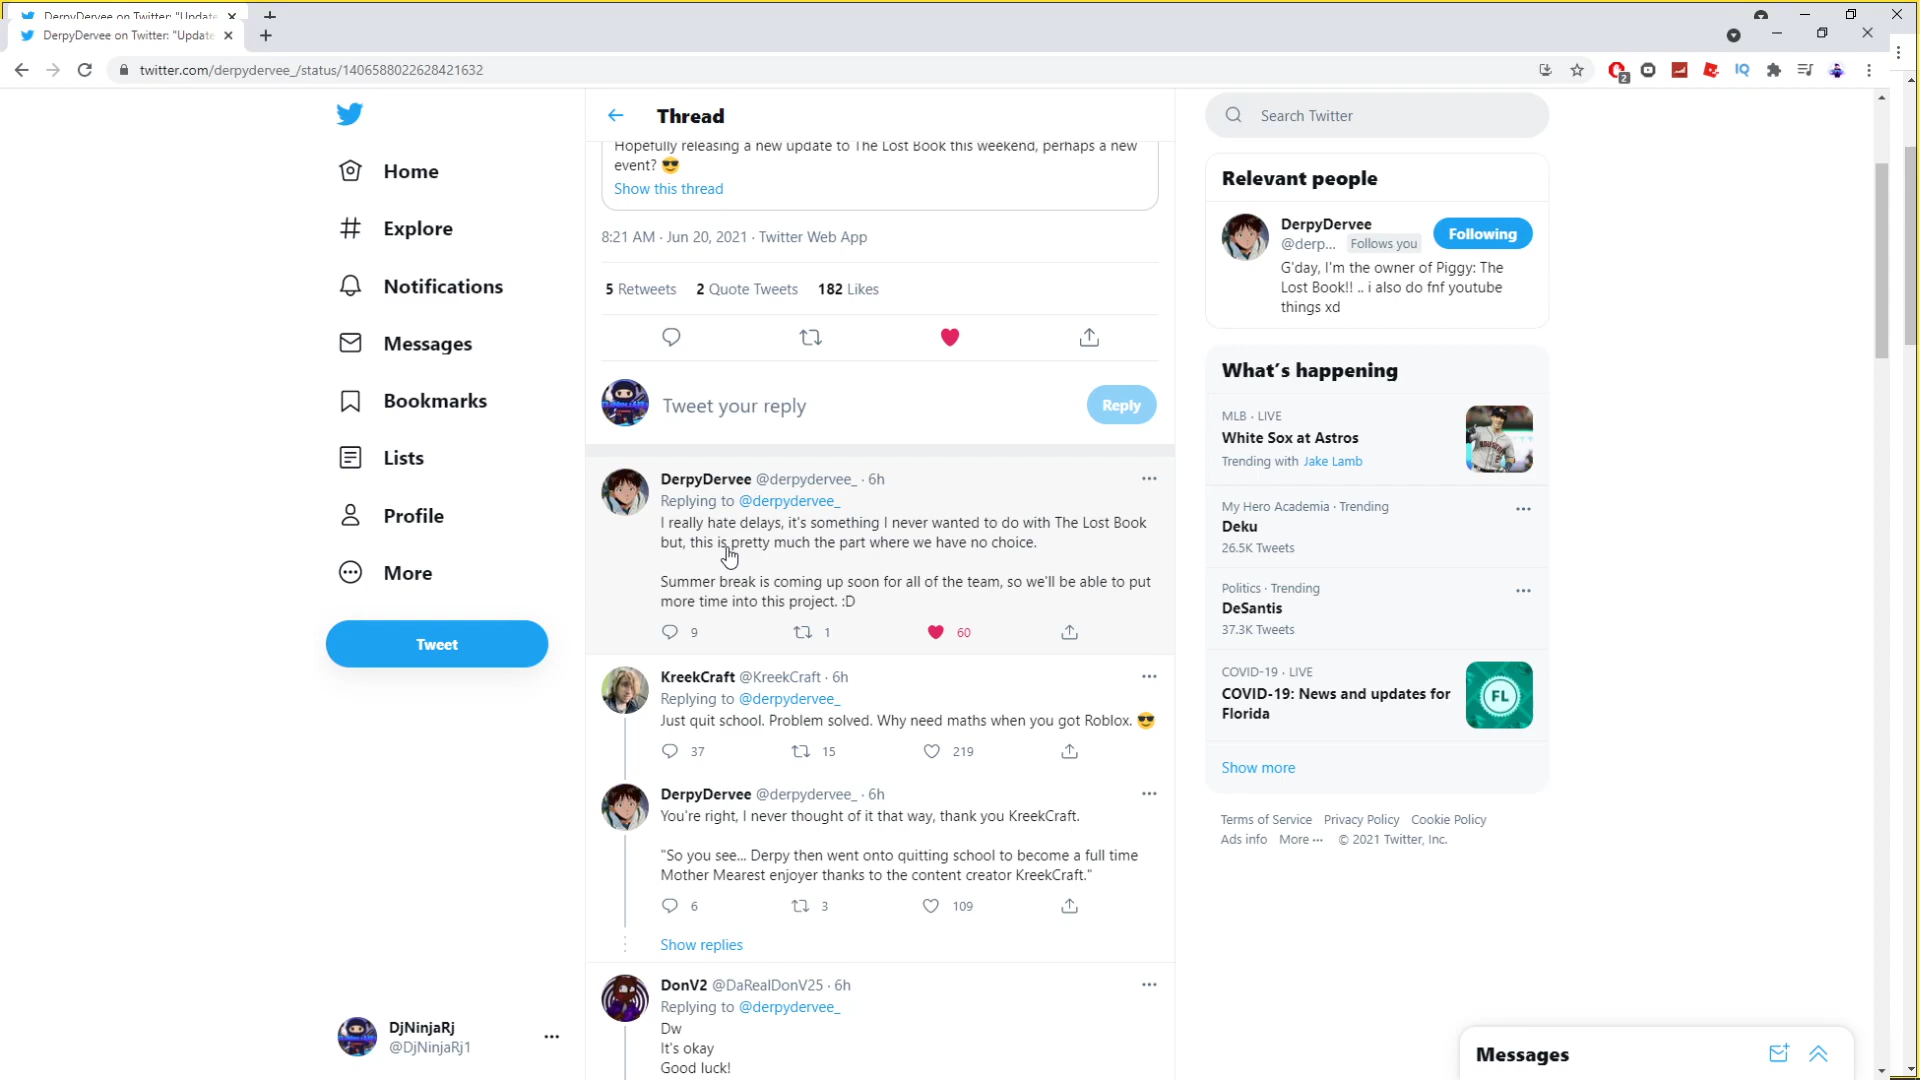 DerpyDervee on Twitter: "Update
DerpyDervee on Twitter: "Update
twitter.com/derpydervee_/status/1406588022628421632
2
IQ
Home
Explore
Notifications
Messages
Bookmarks
Lists
Profile
More
Tweet
DjNinjaRj
@DjNinjaRj1
Thread
Hopefully releasing a new update to The Lost Book this weekend, perhaps a new
event? 😎
Show this thread
8:21 AM · Jun 20, 2021 · Twitter Web App
5 Retweets 2 Quote Tweets 182 Likes
Tweet your reply
Reply
DerpyDervee @derpydervee_ · 6h
Replying to @derpydervee_
I really hate delays, it's something I never wanted to do with The Lost Book
but, this is pretty much the part where we have no choice.
Summer break is coming up soon for all of the team, so we'll be able to put
more time into this project. :D
9 1 60
KreekCraft @KreekCraft · 6h
Replying to @derpydervee_
Just quit school. Problem solved. Why need maths when you got Roblox. 😎
37 15 219
DerpyDervee @derpydervee_ · 6h
You're right, I never thought of it that way, thank you KreekCraft.
"So you see... Derpy then went onto quitting school to become a full time
Mother Mearest enjoyer thanks to the content creator KreekCraft."
6 3 109
Show replies
DonV2 @DaRealDonV25 · 6h
Replying to @derpydervee_
Dw
It's okay
Good luck!
Search Twitter
Relevant people
DerpyDervee
@derp... Follows you
Following
G'day, I'm the owner of Piggy: The
Lost Book!! .. i also do fnf youtube
things xd
What's happening
MLB · LIVE
White Sox at Astros
Trending with Jake Lamb
My Hero Academia · Trending
Deku
26.5K Tweets
Politics · Trending
DeSantis
37.3K Tweets
COVID-19 · LIVE
COVID-19: News and updates for
Florida
FL
Show more
Terms of Service Privacy Policy Cookie Policy
Ads info More ··· © 2021 Twitter, Inc.
Messages